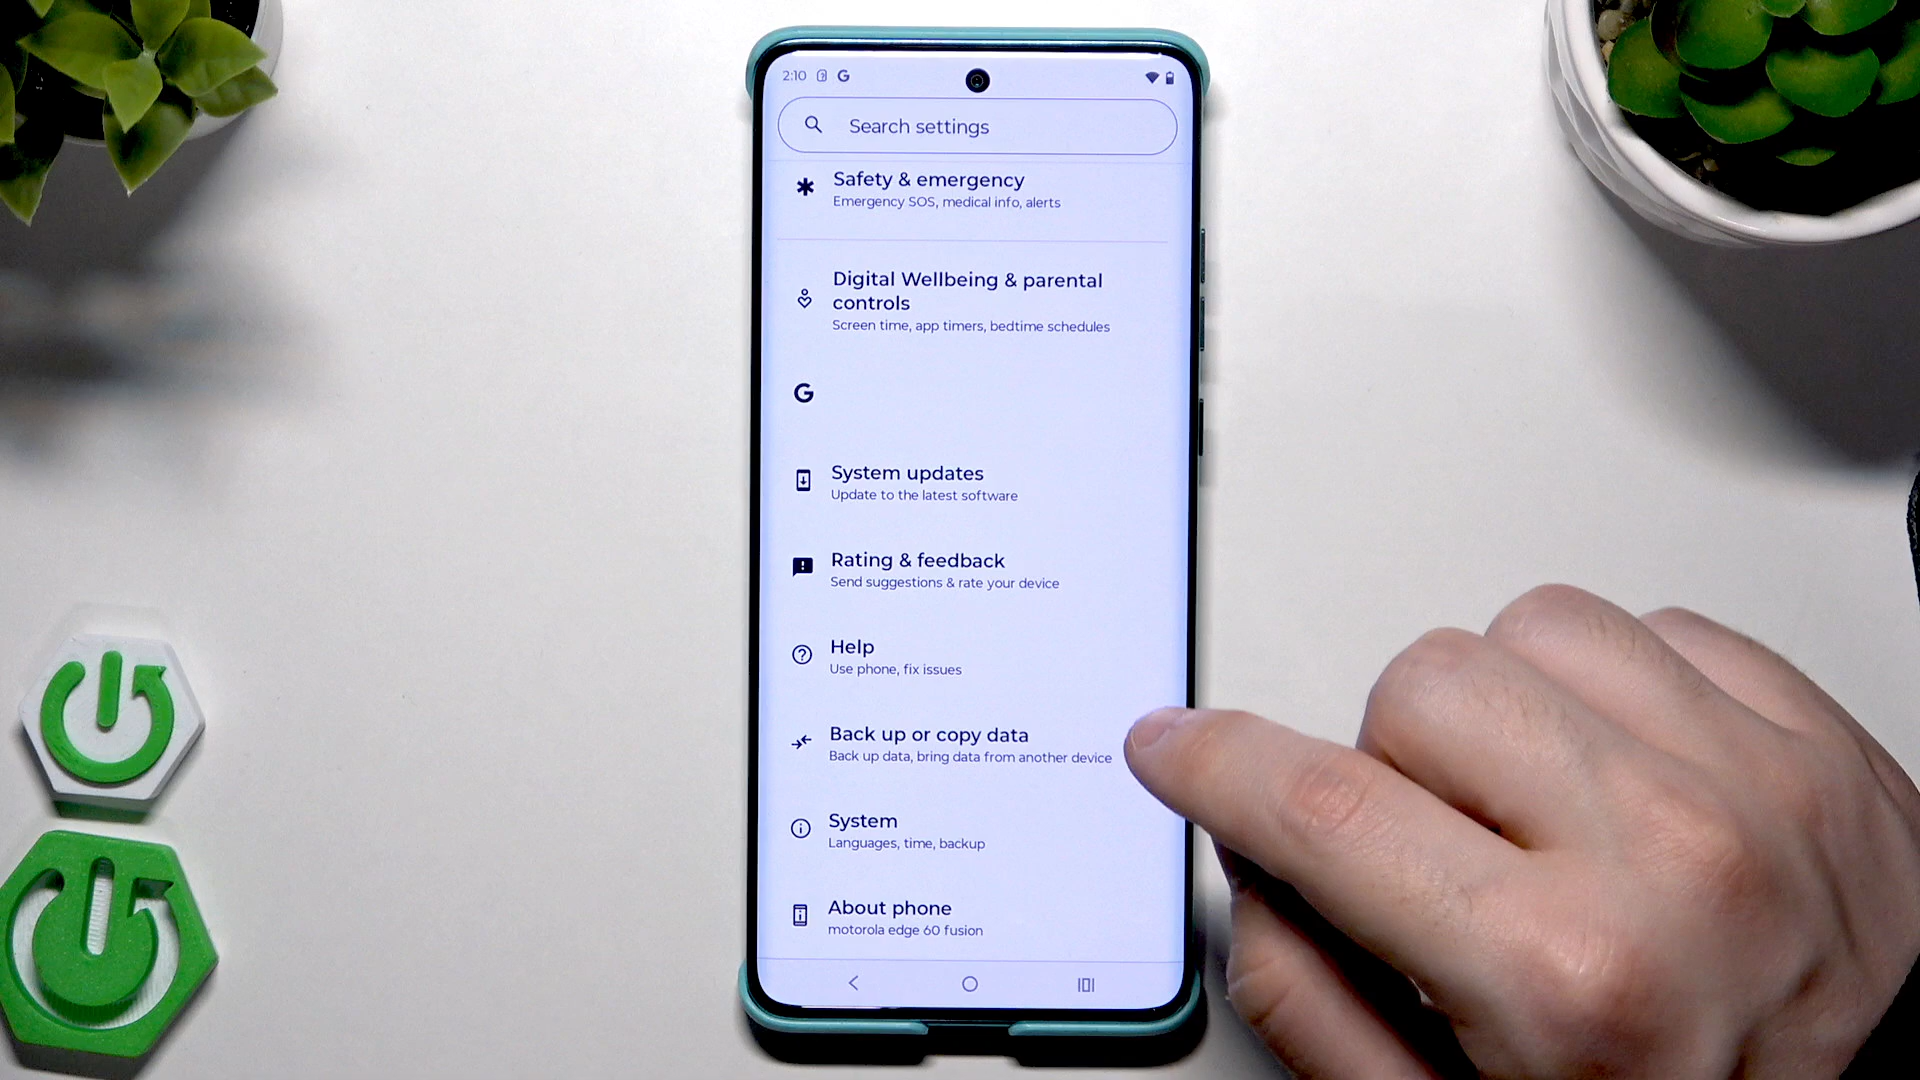 2:10 G
Search settings
Safety & emergency
Emergency SOS, medical info, alerts
Digital Wellbeing & parental
controls
Screen time, app timers, bedtime schedules
G
System updates
Update to the latest software
Rating & feedback
Send suggestions & rate your device
Help
Use phone, fix issues
Back up or copy data
Back up data, bring data from another device
System
Languages, time, backup
About phone
motorola edge 60 fusion